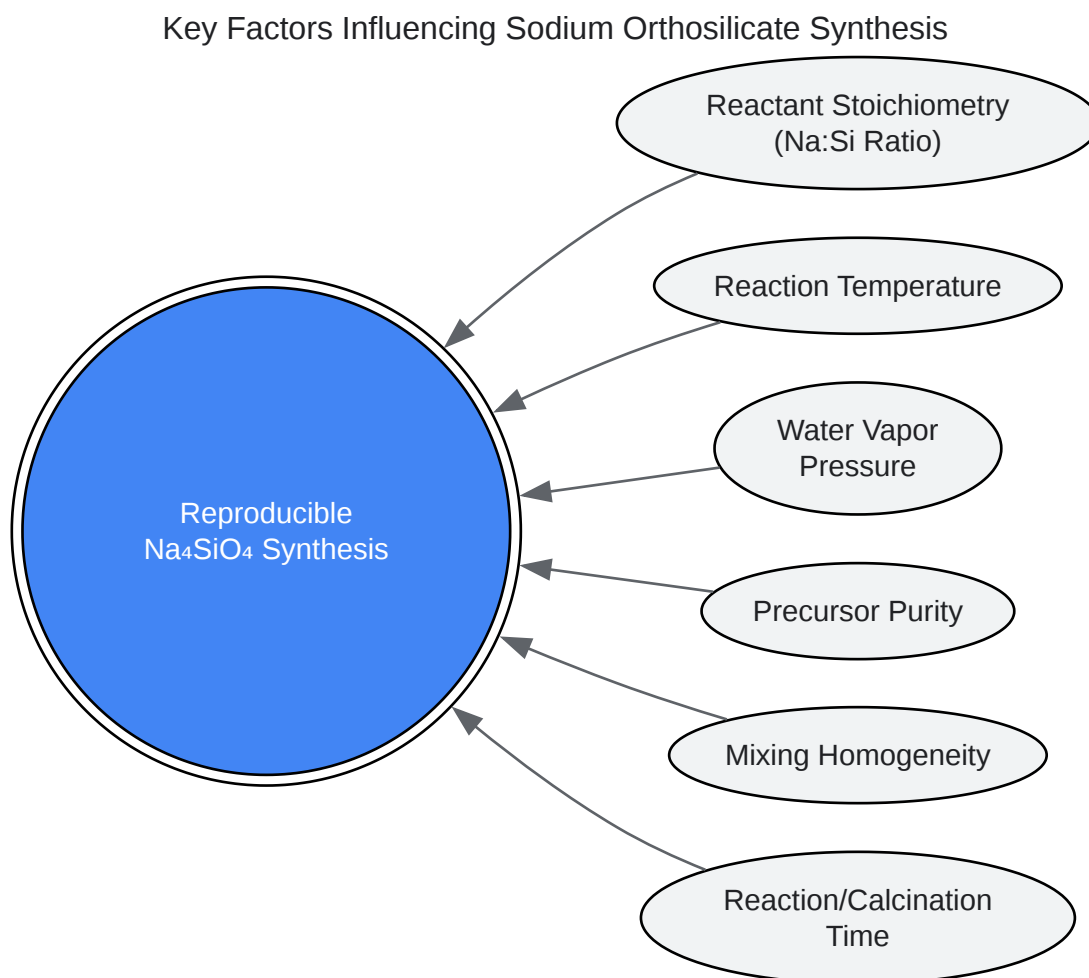 Key Factors Influencing Sodium Orthosilicate Synthesis
Reactant Stoichiometry
(Na:Si Ratio)
Reaction Temperature
Water Vapor
Pressure
Reproducible
Na₄SiO₄ Synthesis
Precursor Purity
Mixing Homogeneity
Reaction/Calcination
Time